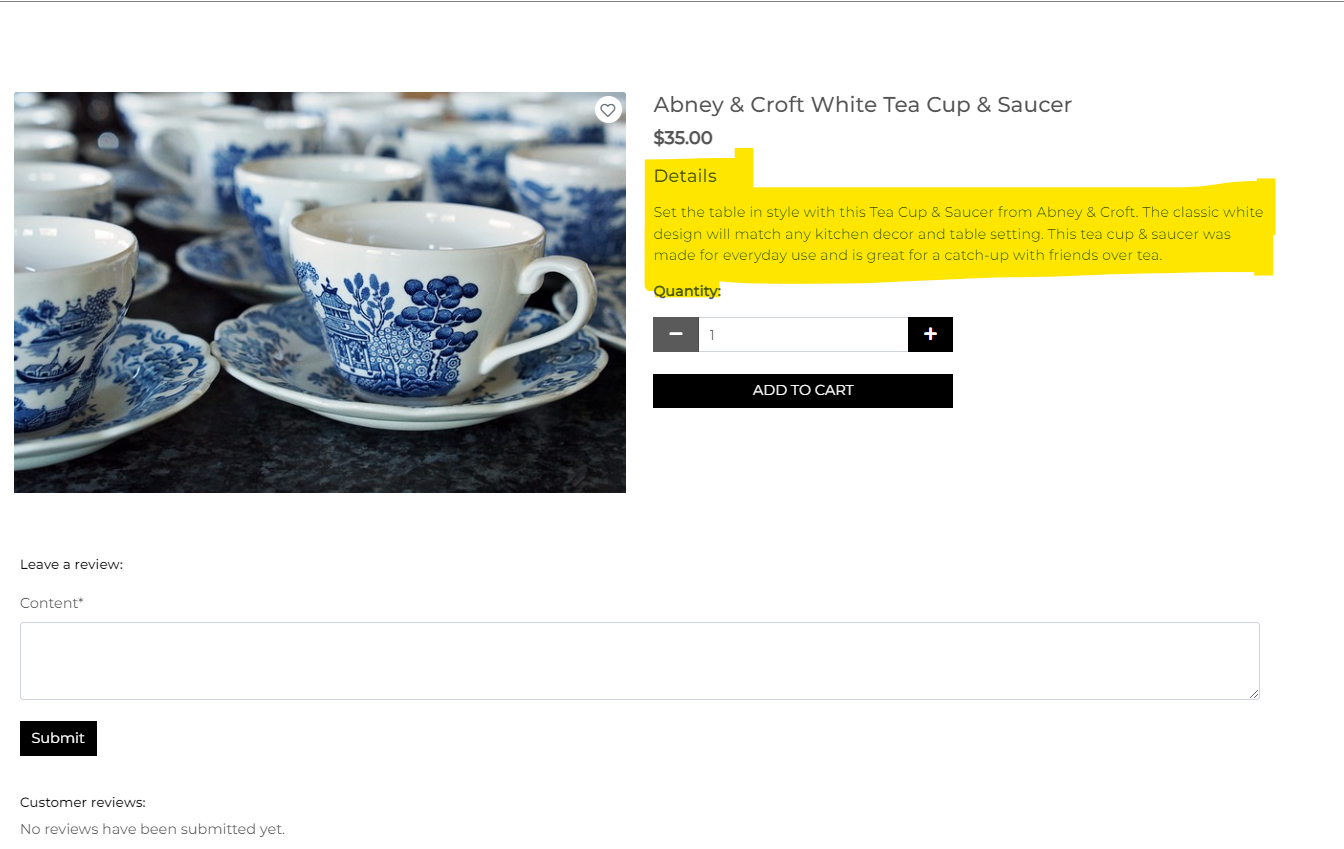 Abney & Croft White Tea Cup & Saucer
$35.00
Details
Set the table in style with this Tea Cup & Saucer from Abney & Croft. The classic white
design will match any kitchen decor and table setting. This tea cup & saucer was
made for everyday use and is great for a catch-up with friends over tea.
Quantity:
1
ADD TO CART
Leave a review:
Content*
Submit
Customer reviews:
No reviews have been submitted yet.